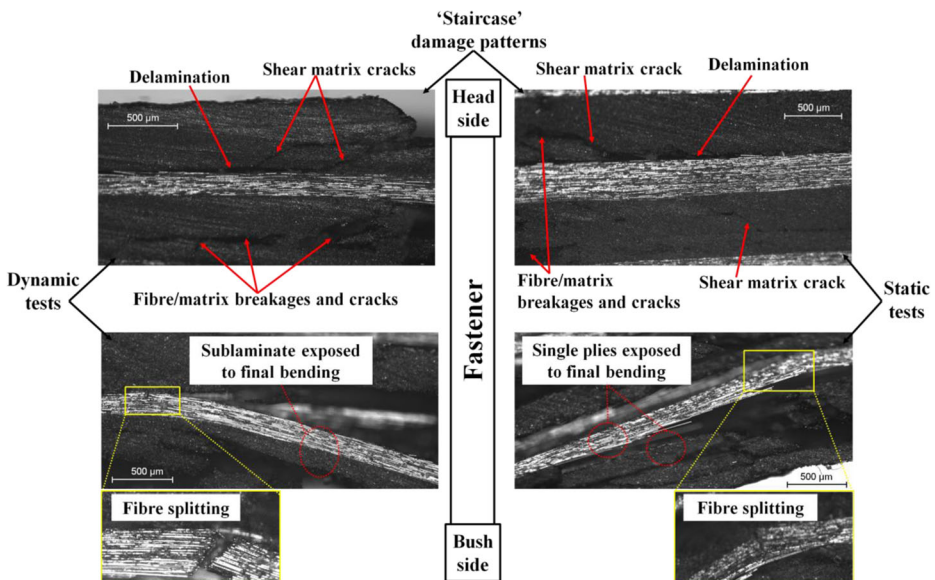 ‘Staircase’
damage patterns
Delamination
Shear matrix cracks
Shear matrix crack
Delamination
500 µm
Head
side
500 µm
Dynamic
tests
Fibre/matrix breakages and cracks
Fibre/matrix
breakages and cracks
Shear matrix crack
Static
tests
Fastener
Sublaminate exposed
to final bending
Single plies exposed
to final bending
500 µm
500 µm
Fibre splitting
Fibre splitting
Bush
side